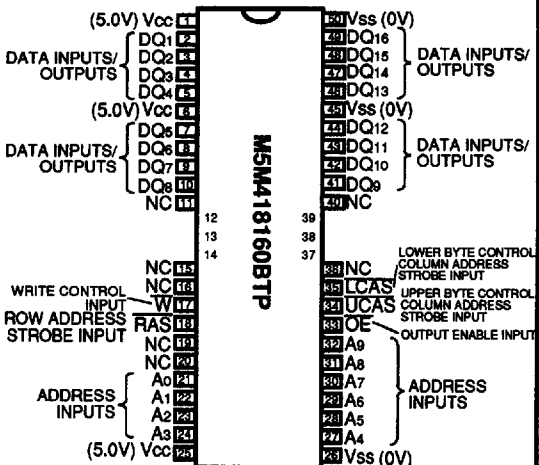 (5.0V) Vcc 1
DQ1 2
DQ2 3
DQ3 4
DQ4 5
DATA INPUTS/
OUTPUTS
(5.0V) Vcc 6
DQ5 7
DQ6 8
DQ7 9
DQ8 10
DATA INPUTS/
OUTPUTS
NC 11
12
13
14
NC 15
NC 16
WRITE CONTROL
INPUT
W 17
ROW ADDRESS
STROBE INPUT
RAS 18
NC 19
NC 20
A0 21
A1 22
A2 23
A3 24
ADDRESS
INPUTS
(5.0V) Vcc 25
M5M418160BTP
50 Vss (0V)
49 DQ16
48 DQ15
47 DQ14
46 DQ13
DATA INPUTS/
OUTPUTS
45 Vss (0V)
44 DQ12
43 DQ11
42 DQ10
41 DQ9
DATA INPUTS/
OUTPUTS
40 NC
39
38
37
36 NC
LOWER BYTE CONTROL
COLUMN ADDRESS
STROBE INPUT
35 LCAS
34 UCAS
UPPER BYTE CONTROL
COLUMN ADDRESS
STROBE INPUT
33 OE
OUTPUT ENABLE INPUT
32 A9
31 A8
30 A7
29 A6
28 A5
27 A4
ADDRESS
INPUTS
26 Vss (0V)